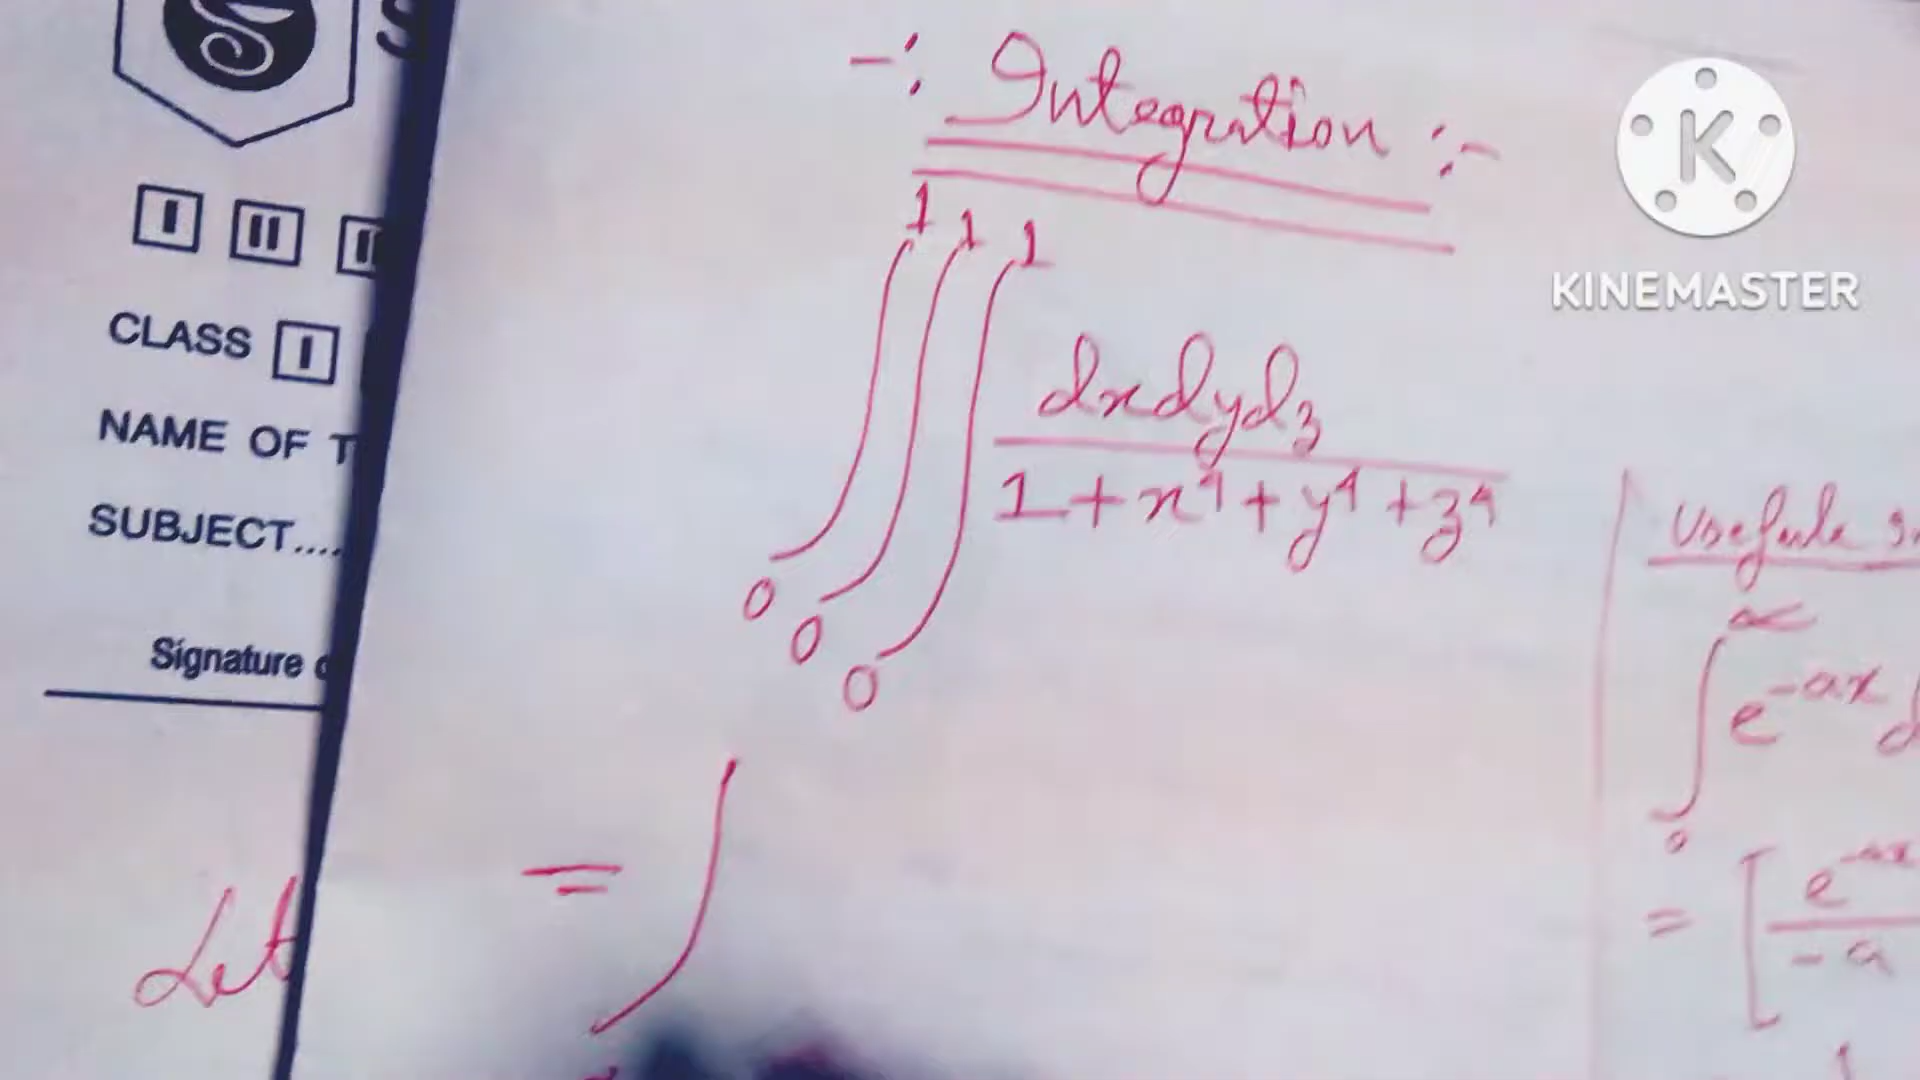 -: Integration :-
K
KINEMASTER
I II
CLASS I
NAME OF T
SUBJECT....
Signature
1 1 1
∫∫∫ dxdydz
1+x⁴+y⁴+z⁴
0 0 0
= ∫
Let
∝
∫ e^-ax d
0
= [ e^-ax
-a